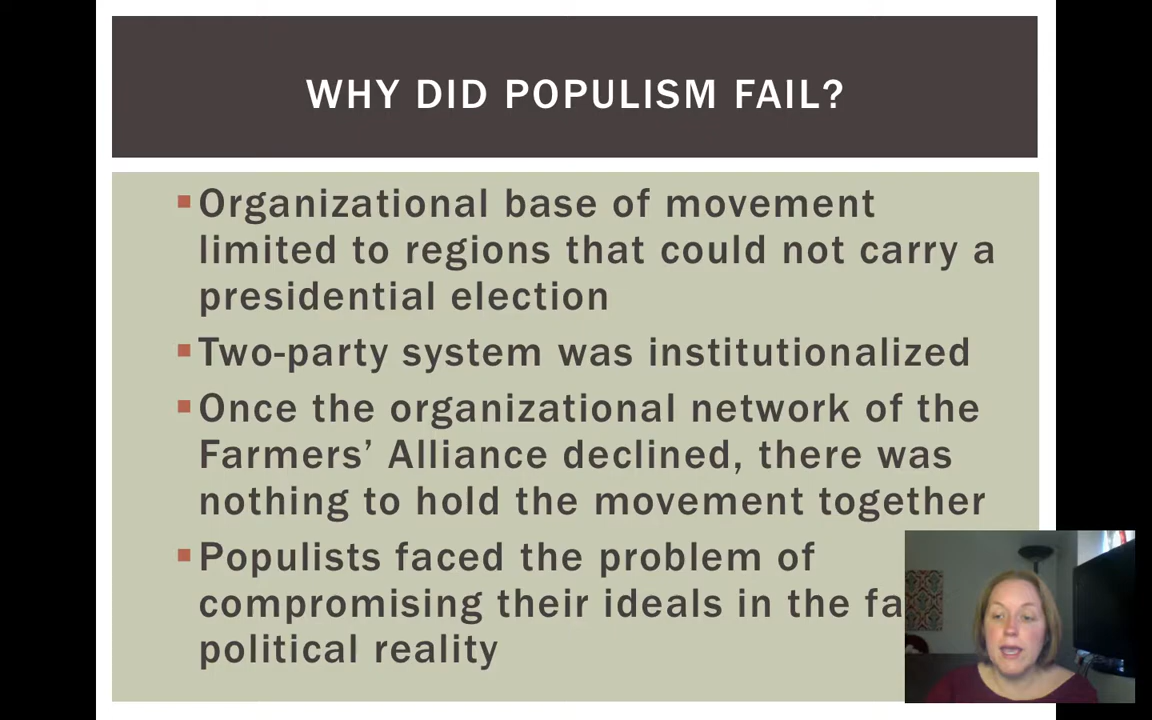 WHY DID POPULISM FAIL?
Organizational base of movement
limited to regions that could not carry a
presidential election
Two-party system was institutionalized
Once the organizational network of the
Farmers’ Alliance declined, there was
nothing to hold the movement together
Populists faced the problem of
compromising their ideals in the
political reality